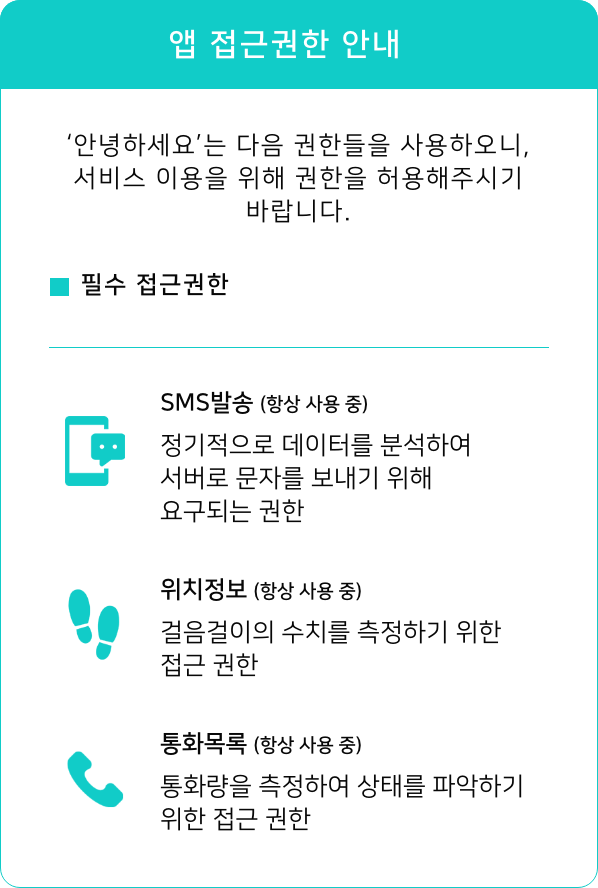 앱 접근권한 안내
‘안녕하세요’는 다음 권한들을 사용하오니,
서비스 이용을 위해 권한을 허용해주시기
바랍니다.
필수 접근권한
SMS발송 (항상 사용 중)
정기적으로 데이터를 분석하여
서버로 문자를 보내기 위해
요구되는 권한
위치정보 (항상 사용 중)
걸음걸이의 수치를 측정하기 위한
접근 권한
통화목록 (항상 사용 중)
통화량을 측정하여 상태를 파악하기
위한 접근 권한